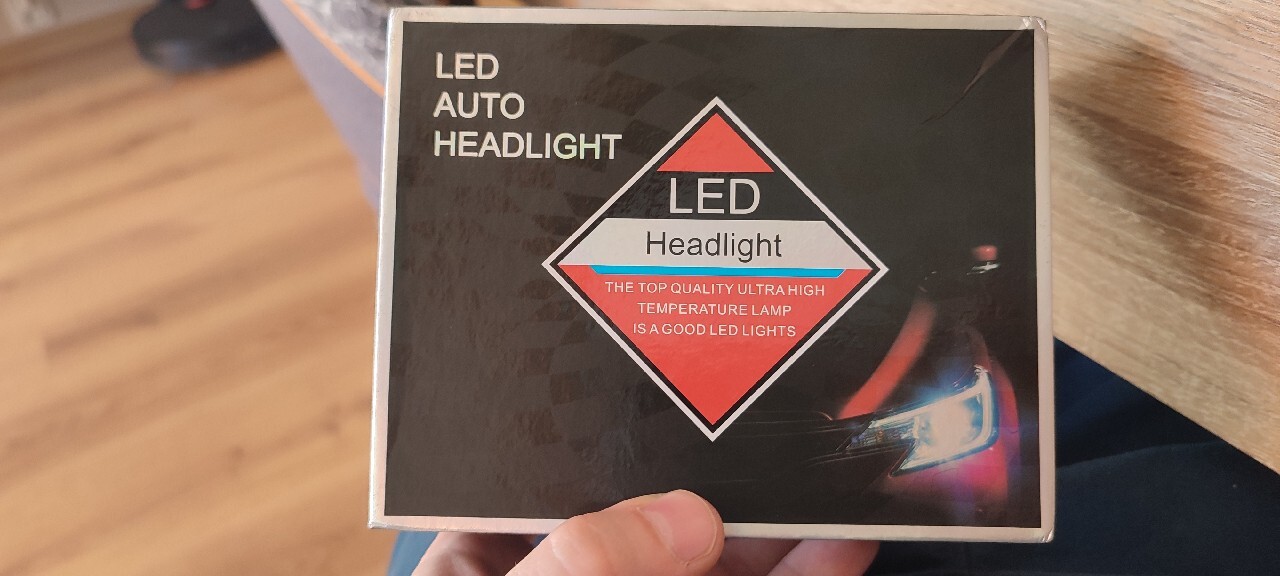 LED
AUTO
HEADLIGHT
LED
Headlight
THE TOP QUALITY ULTRA HIGH
TEMPERATURE LAMP
IS A GOOD LED LIGHTS